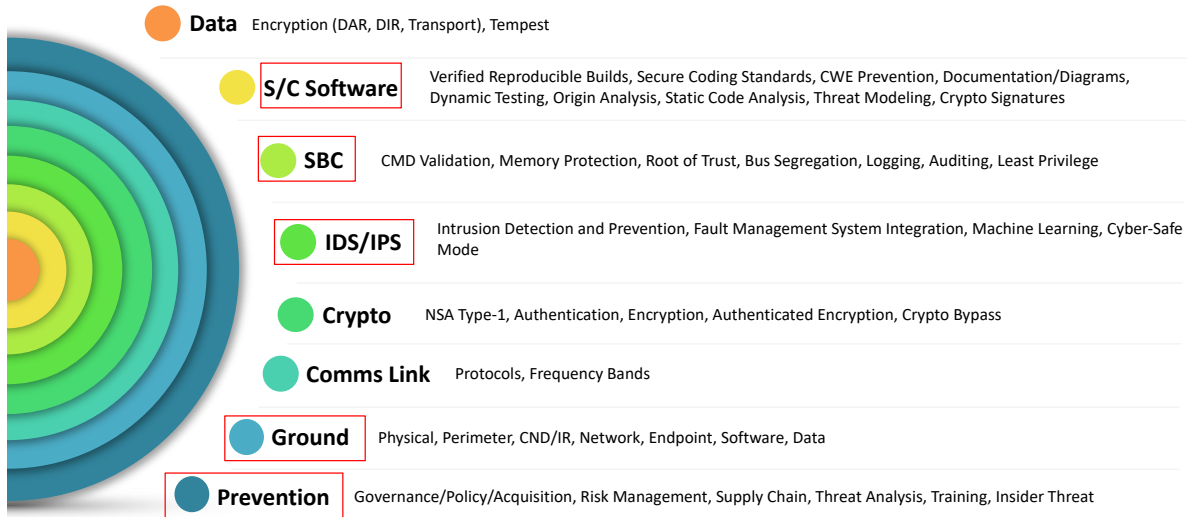 Data Encryption (DAR, DIR, Transport), Tempest
S/C Software Verified Reproducible Builds, Secure Coding Standards, CWE Prevention, Documentation/Diagrams,
Dynamic Testing, Origin Analysis, Static Code Analysis, Threat Modeling, Crypto Signatures
SBC CMD Validation, Memory Protection, Root of Trust, Bus Segregation, Logging, Auditing, Least Privilege
IDS/IPS Intrusion Detection and Prevention, Fault Management System Integration, Machine Learning, Cyber-Safe
Mode
Crypto NSA Type-1, Authentication, Encryption, Authenticated Encryption, Crypto Bypass
Comms Link Protocols, Frequency Bands
Ground Physical, Perimeter, CND/IR, Network, Endpoint, Software, Data
Prevention Governance/Policy/Acquisition, Risk Management, Supply Chain, Threat Analysis, Training, Insider Threat